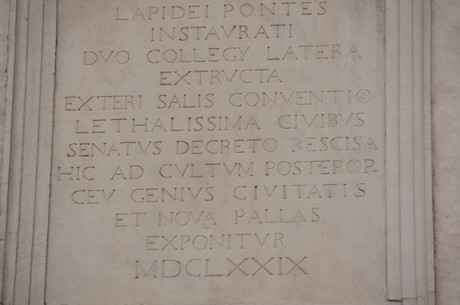 LAPIDEI PONTES
INSTAVRATI
DVO COLLEGY LATERA
EXTRVCTA
EXTERI SALIS CONVENTIO
LETHALISSIMA CIVIBUS
SENATVS DECRETO RESCISA
HIC AD CVLTVM POSTEROR.
CEV GENIVS CIVITATIS
ET NOVA PALLAS
EXPONITVR
MDCLXXIX